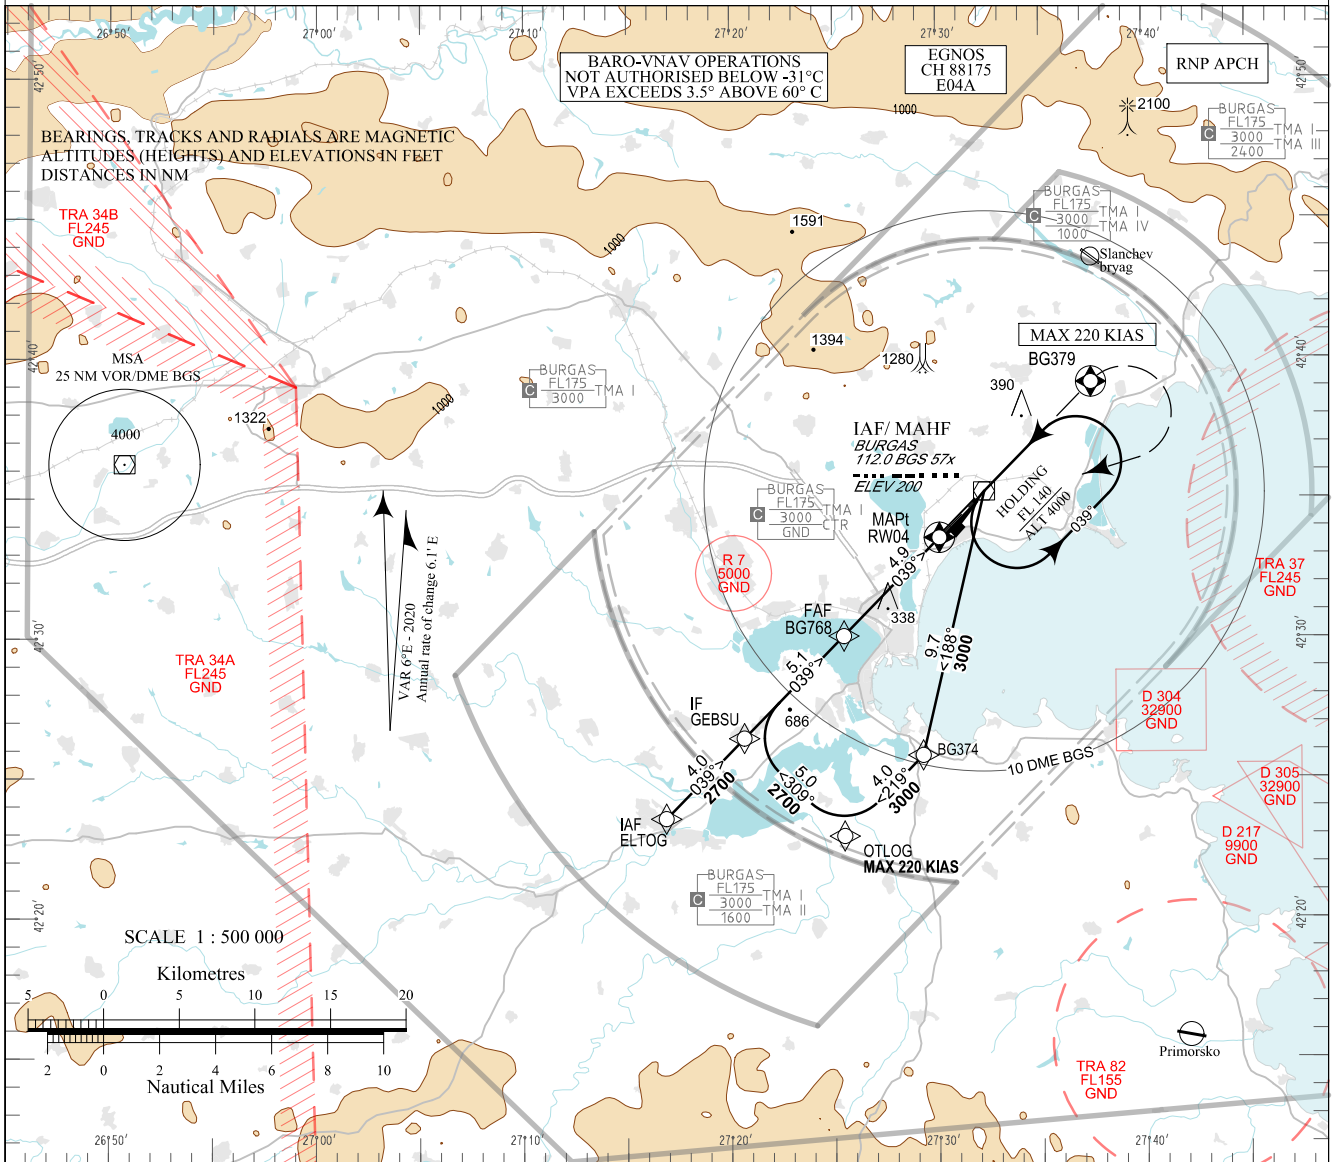 26°50'
27°00'
27°10'
27°20'
27°30'
27°40'
42°50'
42°50'
BARO-VNAV OPERATIONS
NOT AUTHORISED BELOW -31°C
VPA EXCEEDS 3.5° ABOVE 60° C
EGNOS
CH 88175
E04A
RNP APCH
BEARINGS, TRACKS AND RADIALS ARE MAGNETIC
ALTITUDES (HEIGHTS) AND ELEVATIONS IN FEET
DISTANCES IN NM
1000
2100
BURGAS
FL175
3000
2400
C
TMA I
TMA III
TRA 34B
FL245
GND
BURGAS
FL175
3000
1000
C
TMA I
TMA IV
1591
1000
Slanchev
bryag
MAX 220 KIAS
BG379
1394
1280
390
42°40'
42°40'
MSA
25 NM VOR/DME BGS
4000
BURGAS
FL175
3000
C
TMA I
1000
1322
IAF/ MAHF
BURGAS
112.0 BGS 57x
ELEV 200
HOLDING
FL 140
ALT 4000
039°
BURGAS
FL175
3000
GND
C
TMA I
CTR
MAPt
RW04
4.9
039°>
R 7
5000
GND
TRA 37
FL245
GND
VAR 6°E - 2020
Annual rate of change 6.1' E
FAF
BG768
338
42°30'
42°30'
TRA 34A
FL245
GND
5.1
039°>
9.7
<188°
3000
D 304
32900
GND
IF
GEBSU
686
BG374
10 DME BGS
4.0
039°>
2700
5.0
<309°
2700
4.0
<219°
3000
D 305
32900
GND
IAF
ELTOG
OTLOG
MAX 220 KIAS
D 217
9900
GND
BURGAS
FL175
3000
1600
C
TMA I
TMA II
42°20'
42°20'
SCALE 1 : 500 000
Kilometres
5 0 5 10 15 20
2 0 2 4 6 8 10
Nautical Miles
Primorsko
TRA 82
FL155
GND
26°50'
27°00'
27°10'
27°20'
27°30'
27°40'